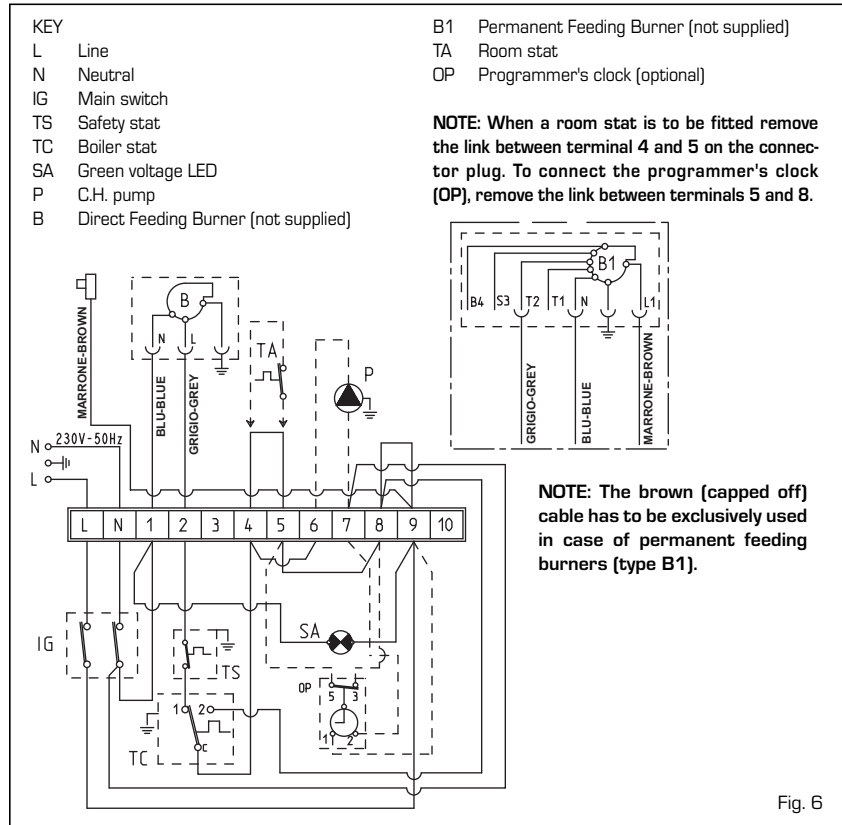 KEY
L Line
N Neutral
IG Main switch
TS Safety stat
TC Boiler stat
SA Green voltage LED
P C.H. pump
B Direct Feeding Burner (not supplied)
B1 Permanent Feeding Burner (not supplied)
TA Room stat
OP Programmer's clock (optional)
NOTE: When a room stat is to be fitted remove
the link between terminal 4 and 5 on the connec-
tor plug. To connect the programmer's clock
(OP), remove the link between terminals 5 and 8.
B1
B4 S3 T2 T1 N L1
GRIGIO-GREY
BLU-BLUE
MARRONE-BROWN
B
N L
MARRONE-BROWN
BLU-BLUE
GRIGIO-GREY
TA
P
N 230V-50Hz
L
L N 1 2 3 4 5 6 7 8 9 10
NOTE: The brown (capped off)
cable has to be exclusively used
in case of permanent feeding
burners (type B1).
IG
TS
SA
OP
5 3
1 2
1 2
C
TC
Fig. 6